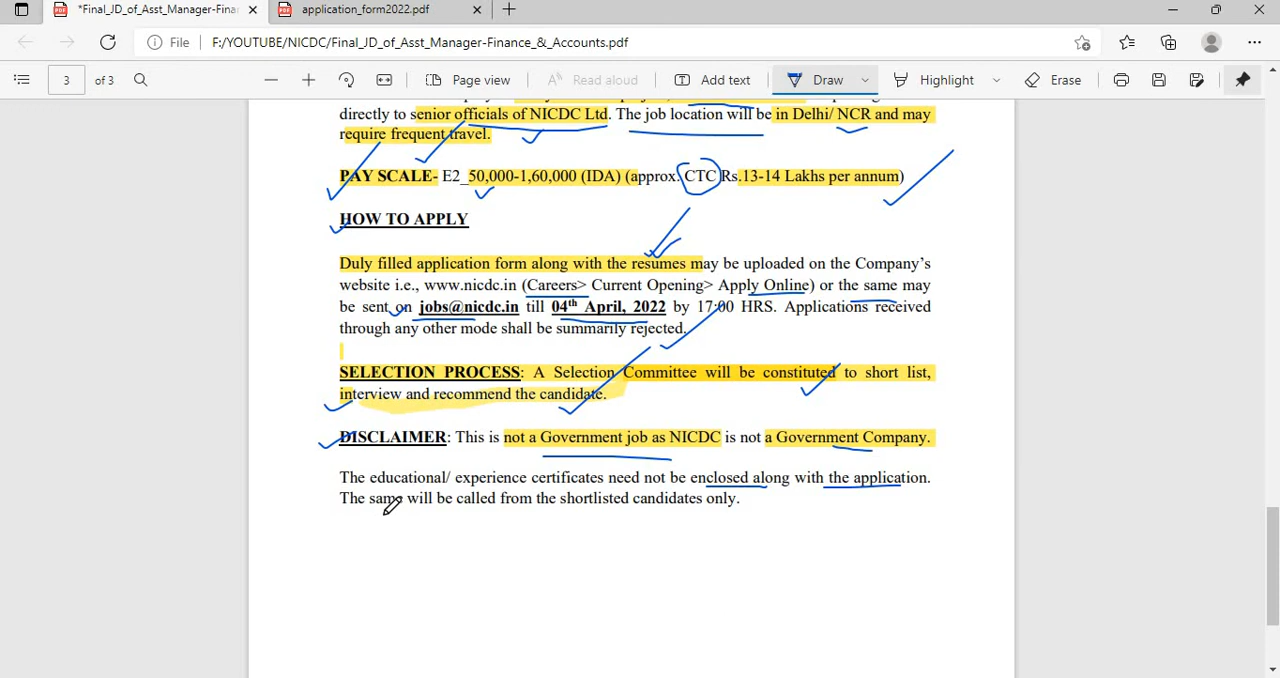 *Final_JD_of_Asst_Manager-Finan
application_form2022.pdf
File F:/YOUTUBE/NICDC/Final_JD_of_Asst_Manager-Finance_&_Accounts.pdf
3 of 3 Page view Read aloud Add text Draw Highlight Erase
directly to senior officials of NICDC Ltd. The job location will be in Delhi/ NCR and may
require frequent travel.
PAY SCALE- E2_50,000-1,60,000 (IDA) (approx. CTC Rs.13-14 Lakhs per annum)
HOW TO APPLY
Duly filled application form along with the resumes may be uploaded on the Company's
website i.e., www.nicdc.in (Careers> Current Opening> Apply Online) or the same may
be sent on jobs@nicdc.in till 04th April, 2022 by 17:00 HRS. Applications received
through any other mode shall be summarily rejected.
SELECTION PROCESS: A Selection Committee will be constituted to short list,
interview and recommend the candidate.
DISCLAIMER: This is not a Government job as NICDC is not a Government Company.
The educational/ experience certificates need not be enclosed along with the application.
The same will be called from the shortlisted candidates only.